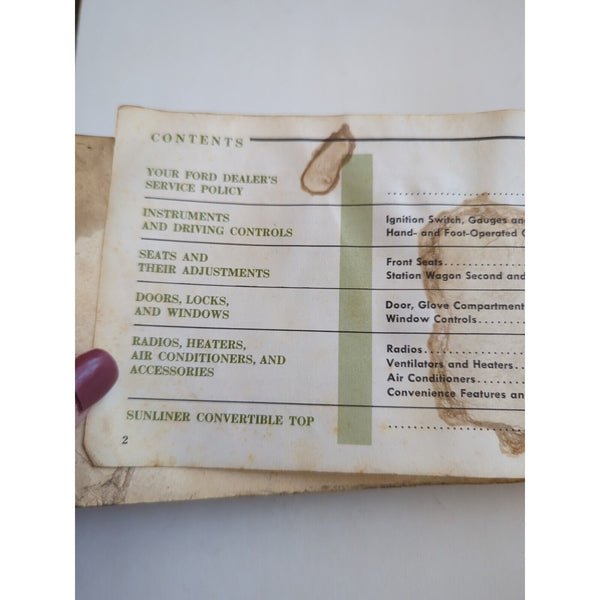 CONTENTS
YOUR FORD DEALER'S
SERVICE POLICY
..............................
INSTRUMENTS
AND DRIVING CONTROLS
Ignition Switch, Gauges and
Hand- and Foot-Operated
SEATS AND
THEIR ADJUSTMENTS
Front Seats................
Station Wagon Second and
DOORS, LOCKS,
AND WINDOWS
Door, Glove Compartment
Window Controls..........
RADIOS, HEATERS,
AIR CONDITIONERS, AND
ACCESSORIES
Radios....................
Ventilators and Heaters....
Air Conditioners...........
Convenience Features an
SUNLINER CONVERTIBLE TOP
..............................
2